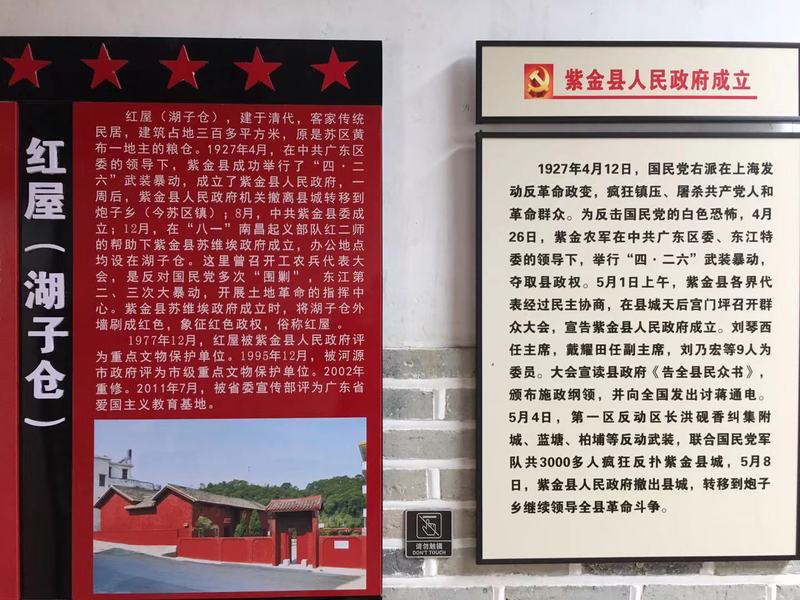 红屋（湖子仓）
红屋（湖子仓），建于清代，客家传统
民居，建筑占地三百多平方米，原是苏区黄
布一地主的粮仓。1927年4月，在中共广东区
委的领导下，紫金县成功举行了“四·二
六”武装暴动，成立了紫金县人民政府，一
周后，紫金县人民政府机关撤离县城转移到
炮子乡（今苏区镇）；8月，中共紫金县委成
立；12月，在“八一”南昌起义部队红二师
的帮助下紫金县苏维埃政府成立，办公地点
均设在湖子仓。这里曾召开工农兵代表大
会，是反对国民党多次“围剿”，东江第
二、三次大暴动，开展土地革命的指挥中
心。紫金县苏维埃政府成立时，将湖子仓外
墙刷成红色，象征红色政权，俗称红屋。
1977年12月，红屋被紫金县人民政府评
为重点文物保护单位。1995年12月，被河源
市政府评为市级重点文物保护单位。2002年
重修。2011年7月，被省委宣传部评为广东省
爱国主义教育基地。
紫金县人民政府成立
1927年4月12日，国民党右派在上海发
动反革命政变，疯狂镇压、屠杀共产党人和
革命群众。为反击国民党的白色恐怖，4月
26日，紫金农军在中共广东区委、东江特
委的领导下，举行“四·二六”武装暴动，
夺取县政权。5月1日上午，紫金县各界代
表经过民主协商，在县城天后宫门坪召开群
众大会，宣告紫金县人民政府成立。刘琴西
任主席，戴耀田任副主席，刘乃宏等9人为
委员。大会宣读县政府《告全县民众书》，
颁布施政纲领，并向全国发出讨蒋通电。
5月4日，第一区反动区长洪砚香纠集附
城、蓝塘、柏埔等反动武装，联合国民党军
队共3000多人疯狂反扑紫金县城，5月8
日，紫金县人民政府撤出县城，转移到炮子
乡继续领导全县革命斗争。
请勿触摸
DON'T TOUCH